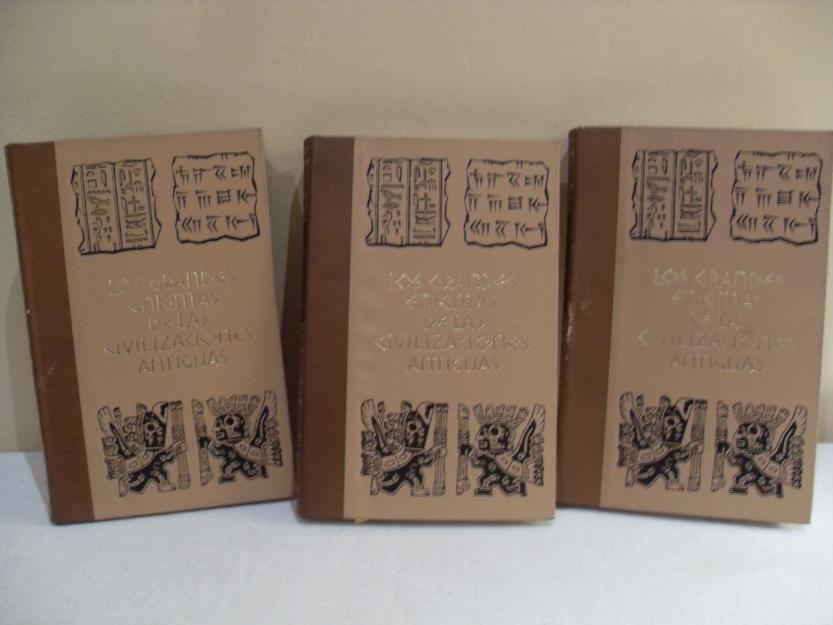 LOS GRANDES
ENIGMAS
DE LAS
CIVILIZACIONES
ANTIGUAS
LOS GRANDES
ENIGMAS
DE LAS
CIVILIZACIONES
ANTIGUAS
LOS GRANDES
ENIGMAS
DE LA
CIVILIZACIONES
ANTIGUAS